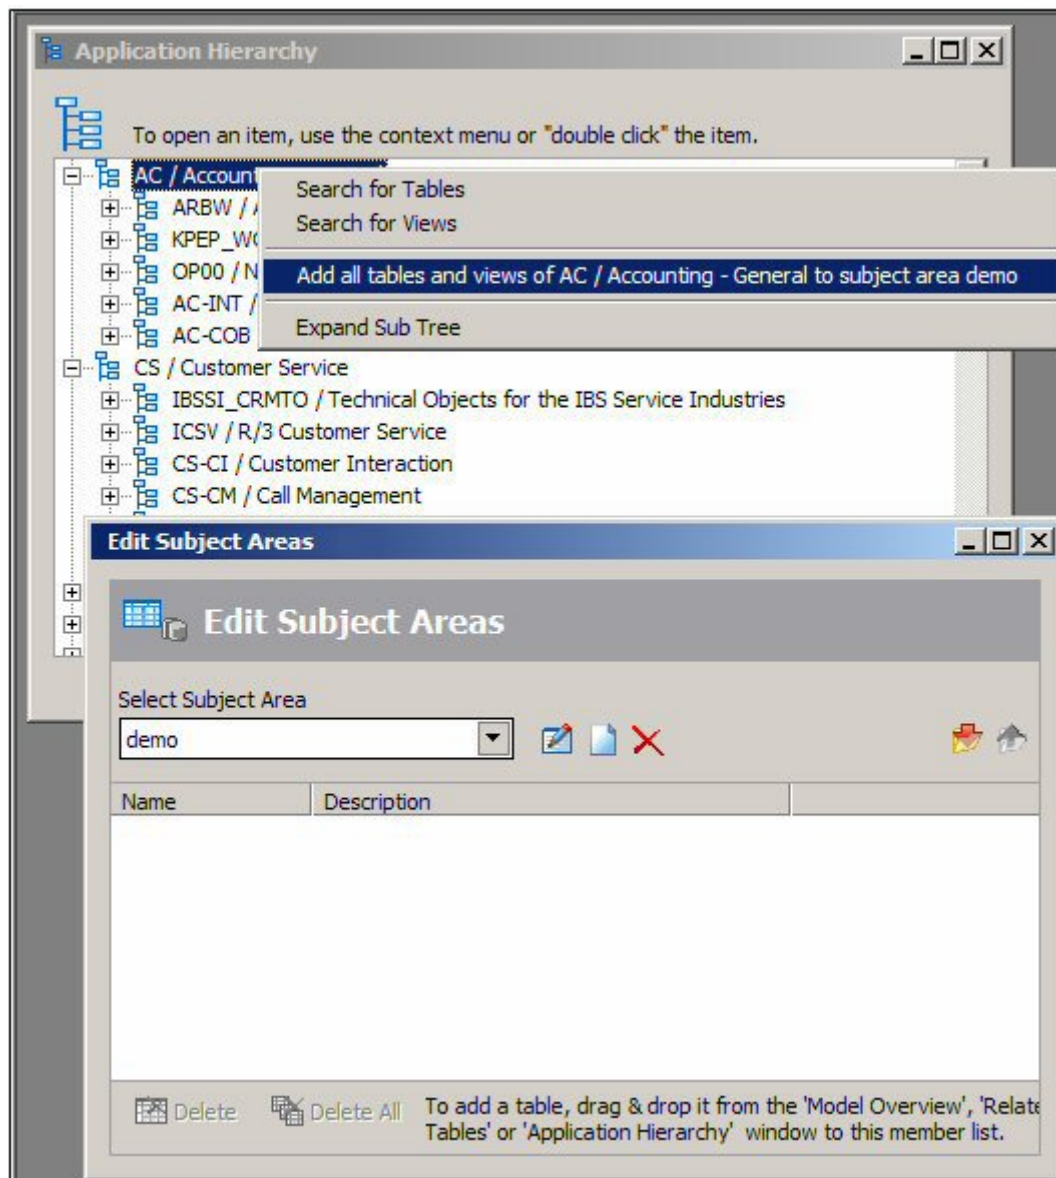 Application Hierarchy
To open an item, use the context menu or "double click" the item.
AC / Account
Search for Tables
ARBW /
Search for Views
KPEP_WO
Add all tables and views of AC / Accounting - General to subject area demo
OP00 / N
AC-INT /
Expand Sub Tree
AC-COB
CS / Customer Service
IBSSI_CRMTO / Technical Objects for the IBS Service Industries
ICSV / R/3 Customer Service
CS-CI / Customer Interaction
CS-CM / Call Management
Edit Subject Areas
Edit Subject Areas
Select Subject Area
demo
Name Description
Delete Delete All To add a table, drag & drop it from the 'Model Overview', 'Relate
Tables' or 'Application Hierarchy' window to this member list.